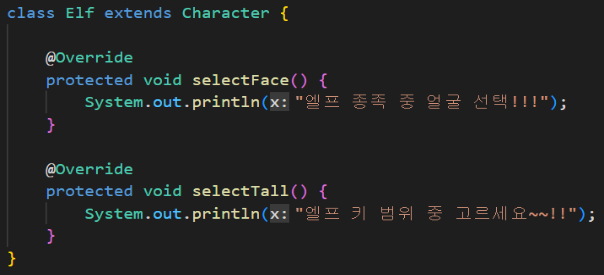 class Elf extends Character {
@Override
protected void selectFace() {
System.out.println(x: "엘프 종족 중 얼굴 선택!!!");
}
@Override
protected void selectTall() {
System.out.println(x: "엘프 키 범위 중 고르세요~~!!");
}
}